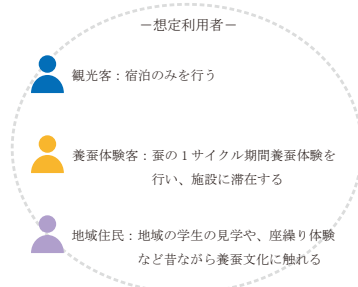 －想定利用者－
観光客：宿泊のみを行う
養蚕体験客：蚕の１サイクル期間養蚕体験を
行い、施設に滞在する
地域住民：地域の学生の見学や、座繰り体験
など昔ながら養蚕文化に触れる